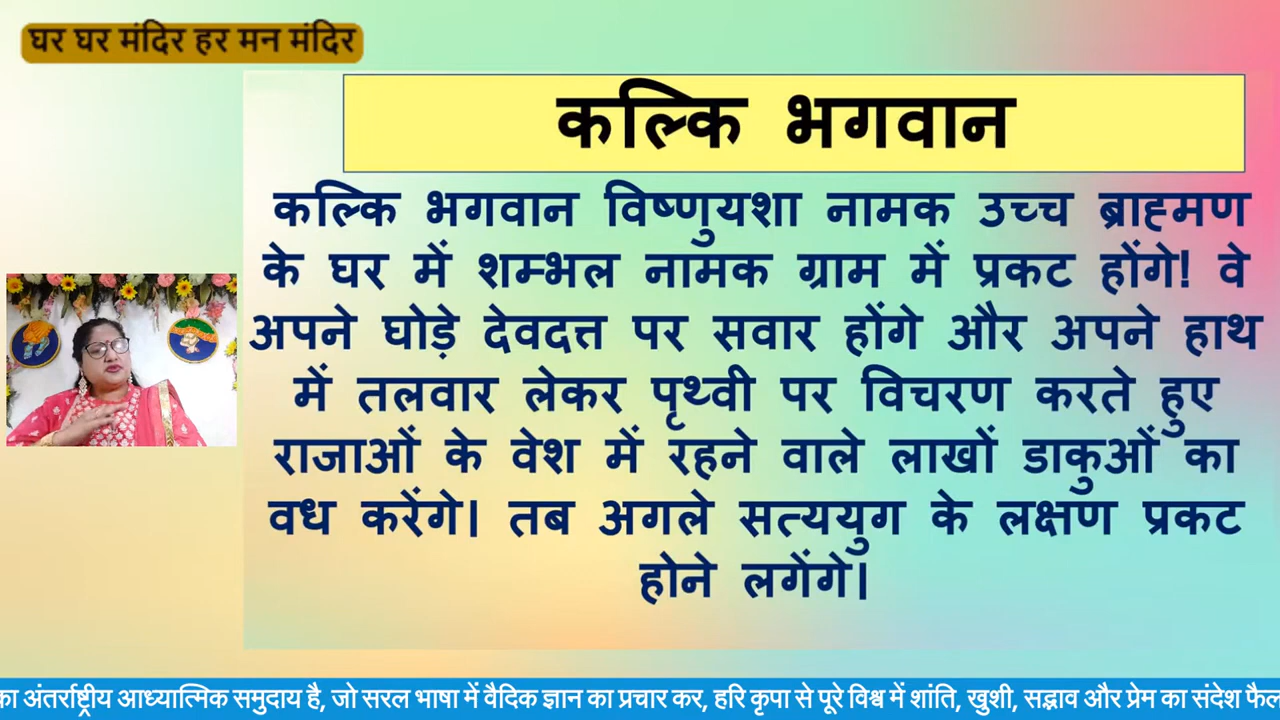 घर घर मंदिर हर मन मंदिर
कल्कि भगवान
कल्कि भगवान विष्णुयशा नामक उच्च ब्राह्मण
के घर में शम्भल नामक ग्राम में प्रकट होंगे! वे
अपने घोड़े देवदत्त पर सवार होंगे और अपने हाथ
में तलवार लेकर पृथ्वी पर विचरण करते हुए
राजाओं के वेश में रहने वाले लाखों डाकुओं का
वध करेंगे। तब अगले सत्ययुग के लक्षण प्रकट
होने लगेंगे।
का अंतर्राष्ट्रीय आध्यात्मिक समुदाय है, जो सरल भाषा में वैदिक ज्ञान का प्रचार कर, हरि कृपा से पूरे विश्व में शांति, खुशी, सद्भाव और प्रेम का संदेश फैल